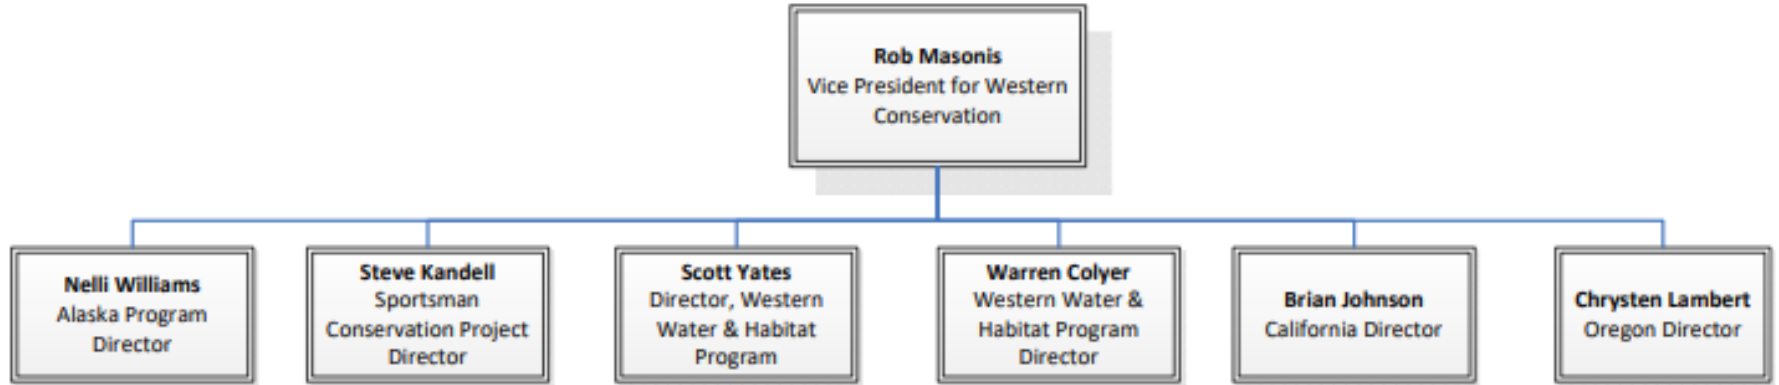 Rob Masonis
Vice President for Western
Conservation
Nelli Williams
Alaska Program
Director
Steve Kandell
Sportsman
Conservation Project
Director
Scott Yates
Director, Western
Water & Habitat
Program
Warren Colyer
Western Water &
Habitat Program
Director
Brian Johnson
California Director
Chrysten Lambert
Oregon Director